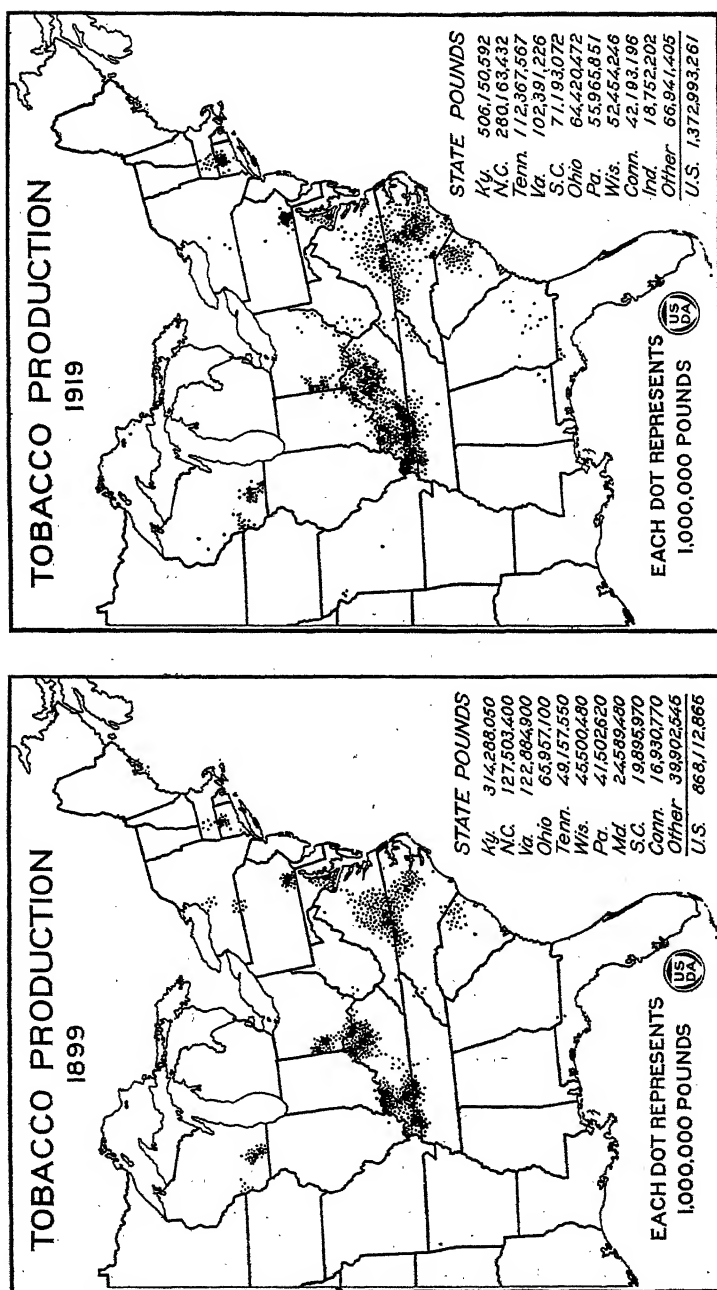 TOBACCO PRODUCTION
1899
STATE POUNDS
Ky. 314,288,050
N.C. 127,503,400
Va. 122,884,900
Ohio 65,957,100
Tenn. 49,157,550
Wis. 45,500,480
Pa. 41,502,620
Md. 24,589,480
S.C. 19,895,970
Conn. 16,930,770
Other 39,902,545
U.S. 868,112,865
EACH DOT REPRESENTS
1,000,000 POUNDS
US
DA
TOBACCO PRODUCTION
1919
STATE POUNDS
Ky. 506,150,592
N.C. 280,163,432
Tenn. 112,367,567
Va. 102,391,226
S.C. 71,193,072
Ohio 64,420,472
Pa. 55,965,851
Wis. 52,454,246
Conn. 42,193,196
Ind. 18,752,202
Other 66,941,405
U.S. 1,372,993,261
EACH DOT REPRESENTS
1,000,000 POUNDS
US
DA